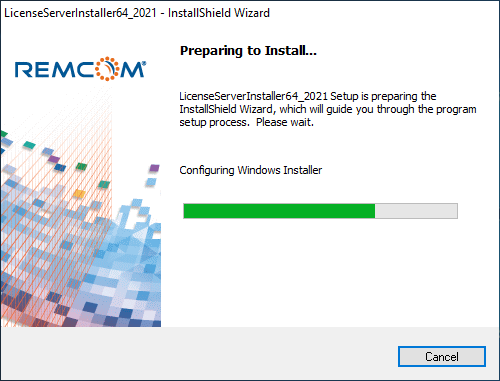 LicenseServerInstaller64_2021 - InstallShield Wizard
REMCOM®
Preparing to Install...
LicenseServerInstaller64_2021 Setup is preparing the
InstallShield Wizard, which will guide you through the program
setup process. Please wait.
Configuring Windows Installer
Cancel